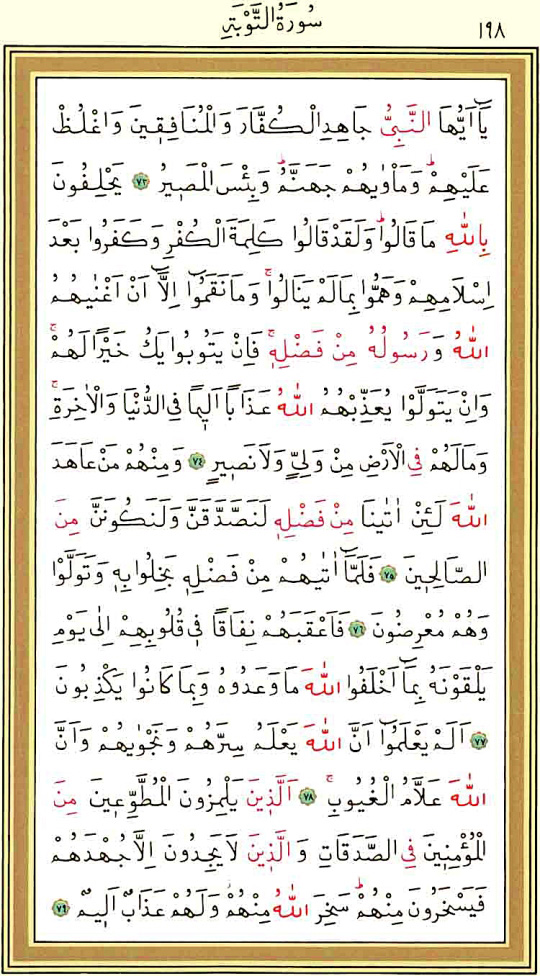 سُورَةُ التَّوْبَةِ ١٩٨
يَٓا اَيُّهَا النَّبِيُّ جَاهِدِ الْكُفَّارَ وَالْمُنَافِقٖينَ وَاغْلُظْ
عَلَيْهِمْؕ وَمَاْوٰيهُمْ جَهَنَّمُؕ وَبِئْسَ الْمَصٖيرُ ﴿٧٣﴾ يَحْلِفُونَ
بِاللّٰهِ مَا قَالُواؕ وَلَقَدْ قَالُوا كَلِمَةَ الْكُفْرِ وَكَفَرُوا بَعْدَ
اِسْلَامِهِمْ وَهَمُّوا بِمَا لَمْ يَنَالُواۚ وَمَا نَقَمُٓوا اِلَّٓا اَنْ اَغْنٰيهُمُ
اللّٰهُ وَرَسُولُهُ مِنْ فَضْلِهٖۚ فَاِنْ يَتُوبُوا يَكُ خَيْرًا لَهُمْۚ
وَاِنْ يَتَوَلَّوْا يُعَذِّبْهُمُ اللّٰهُ عَذَابًا اَلٖيمًا فِي الدُّنْيَا وَالْاٰخِرَةِۚ
وَمَا لَهُمْ فِي الْاَرْضِ مِنْ وَلِيٍّ وَلَا نَصٖيرٍ ﴿٧٤﴾ وَمِنْهُمْ مَنْ عَاهَدَ
اللّٰهَ لَئِنْ اٰتٰينَا مِنْ فَضْلِهٖ لَنَصَّدَّقَنَّ وَلَنَكُونَنَّ مِنَ
الصَّالِحٖينَ ﴿٧٥﴾ فَلَمَّٓا اٰتٰيهُمْ مِنْ فَضْلِهٖ بَخِلُوا بِهٖ وَتَوَلَّوْا
وَهُمْ مُعْرِضُونَ ﴿٧٦﴾ فَاَعْقَبَهُمْ نِفَاقًا فٖي قُلُوبِهِمْ اِلٰى يَوْمِ
يَلْقَوْنَهُ بِمَٓا اَخْلَفُوا اللّٰهَ مَا وَعَدُوهُ وَبِمَا كَانُوا يَكْذِبُونَ
﴿٧٧﴾ اَلَمْ يَعْلَمُٓوا اَنَّ اللّٰهَ يَعْلَمُ سِرَّهُمْ وَنَجْوٰيهُمْ وَاَنَّ
اللّٰهَ عَلَّامُ الْغُيُوبِۚ ﴿٧٨﴾ اَلَّذٖينَ يَلْمِزُونَ الْمُطَّوِّعٖينَ مِنَ
الْمُؤْمِنٖينَ فِي الصَّدَقَاتِ وَالَّذٖينَ لَا يَجِدُونَ اِلَّا جُهْدَهُمْ
فَيَسْخَرُونَ مِنْهُمْؕ سَخِرَ اللّٰهُ مِنْهُمْؗ وَلَهُمْ عَذَابٌ اَلٖيمٌ ﴿٧٩﴾